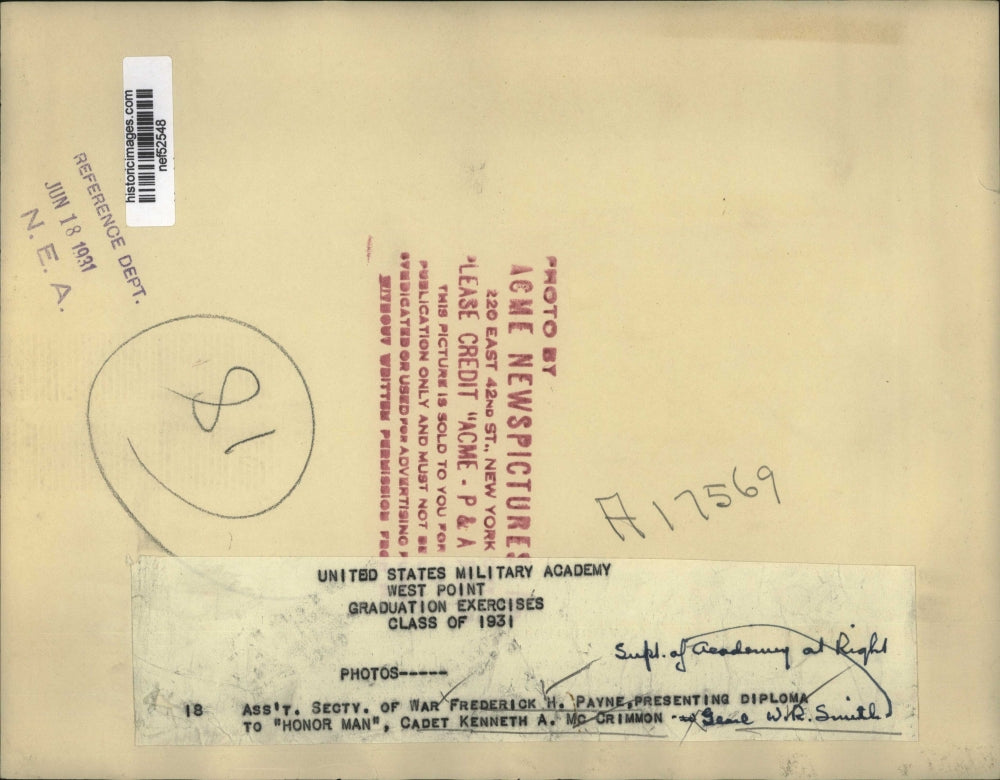 historicimages.com
nef52548
REFERENCE DEPT.
JUN 18 1931
N. E. A.
PHOTO BY
ACME NEWSPICTURES
220 EAST 42ND ST., NEW YORK
PLEASE CREDIT "ACME - P & A
THIS PICTURE IS SOLD TO YOU FOR
PUBLICATION ONLY AND MUST NOT BE
SYNDICATED OR USED FOR ADVERTISING
WITHOUT WRITTEN PERMISSION
A17569
UNITED STATES MILITARY ACADEMY
WEST POINT
GRADUATION EXERCISES
CLASS OF 1931
Supt. of Academy at Right
PHOTOS------
18 ASS'T. SECTY. OF WAR FREDERICK H. PAYNE,PRESENTING DIPLOMA
TO "HONOR MAN", CADET KENNETH A. MC CRIMMON -- Genl W.R. Smith